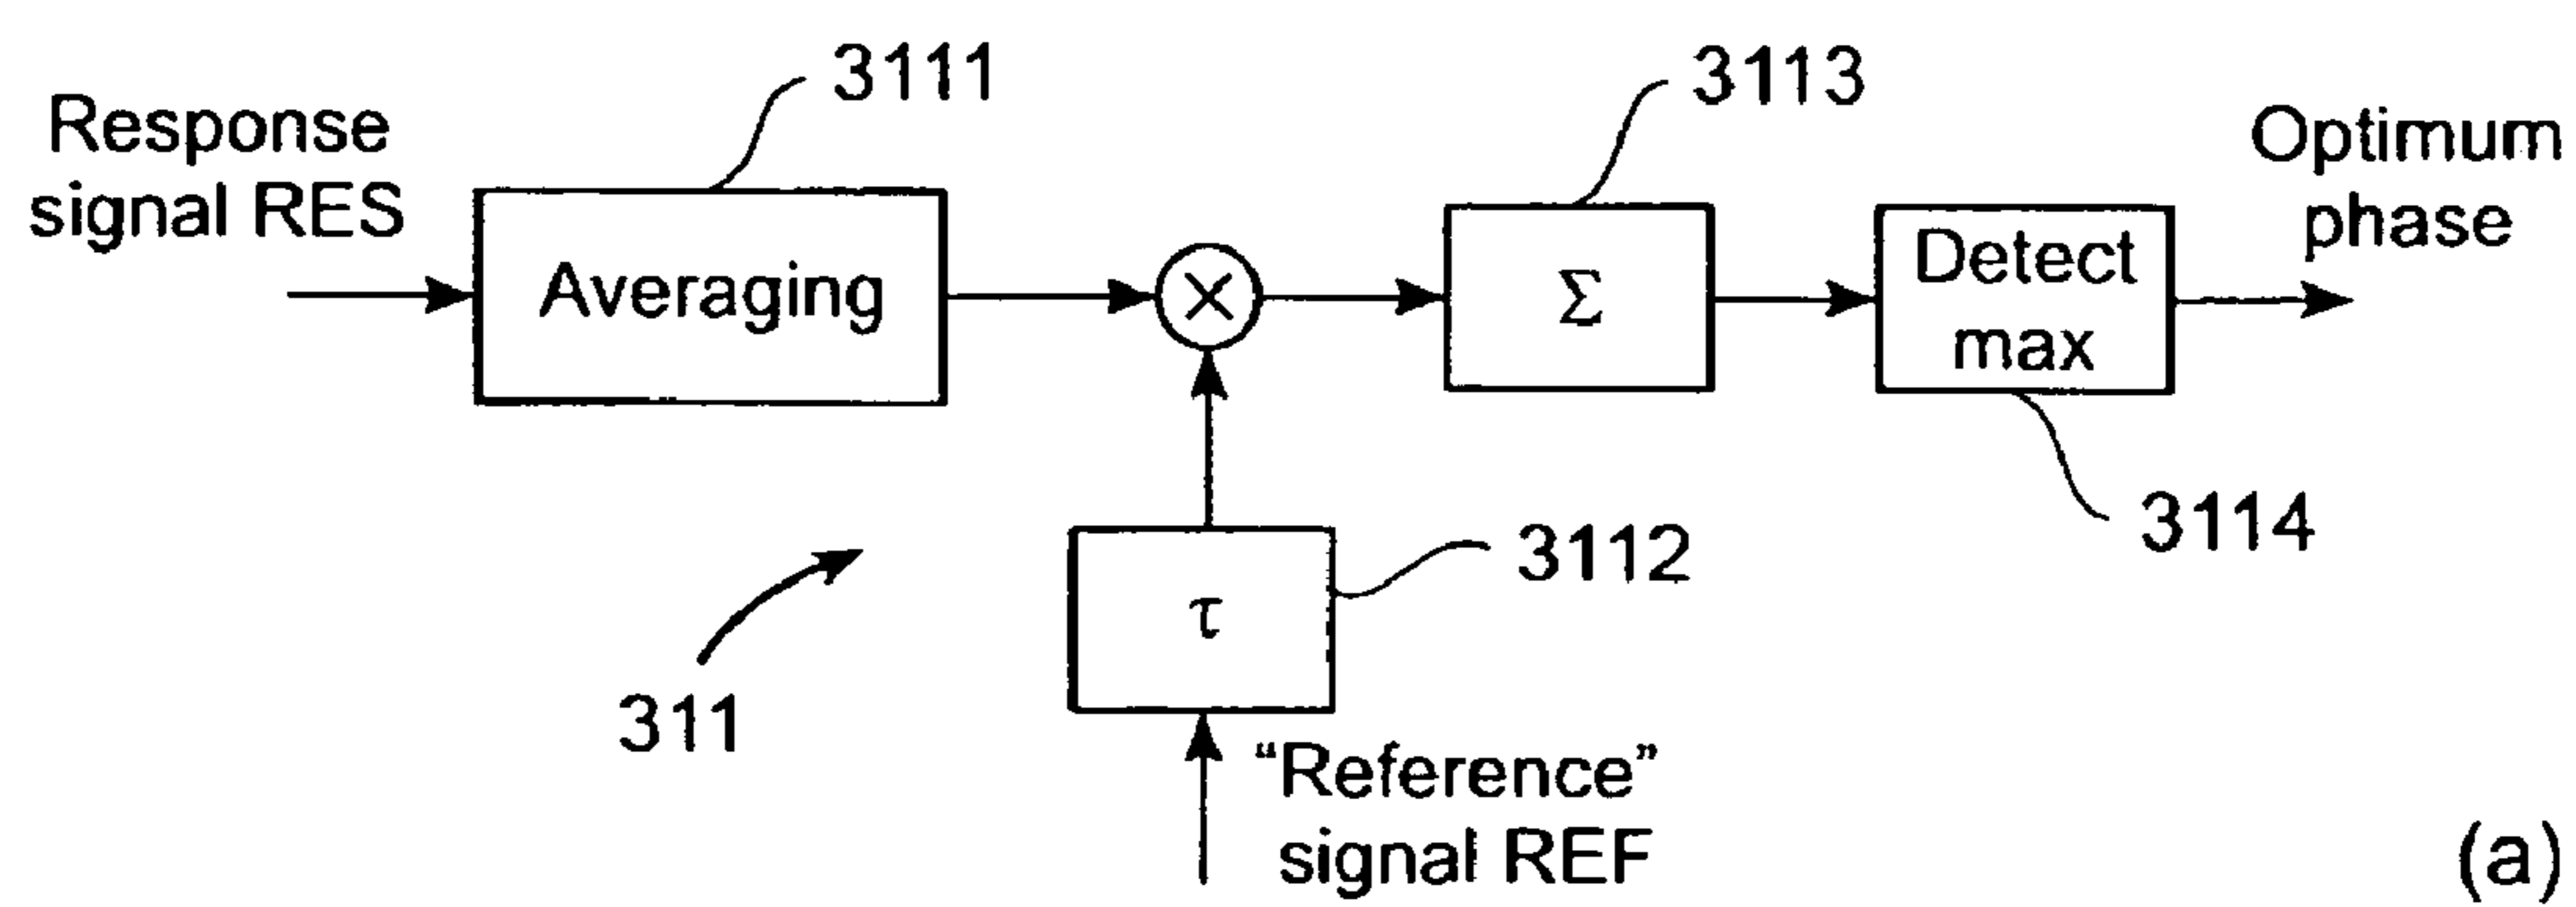 3111
3113
Response
signal RES
Optimum
phase
Averaging
×
Σ
Detect
max
3112
3114
τ
311
“Reference”
signal REF
(a)